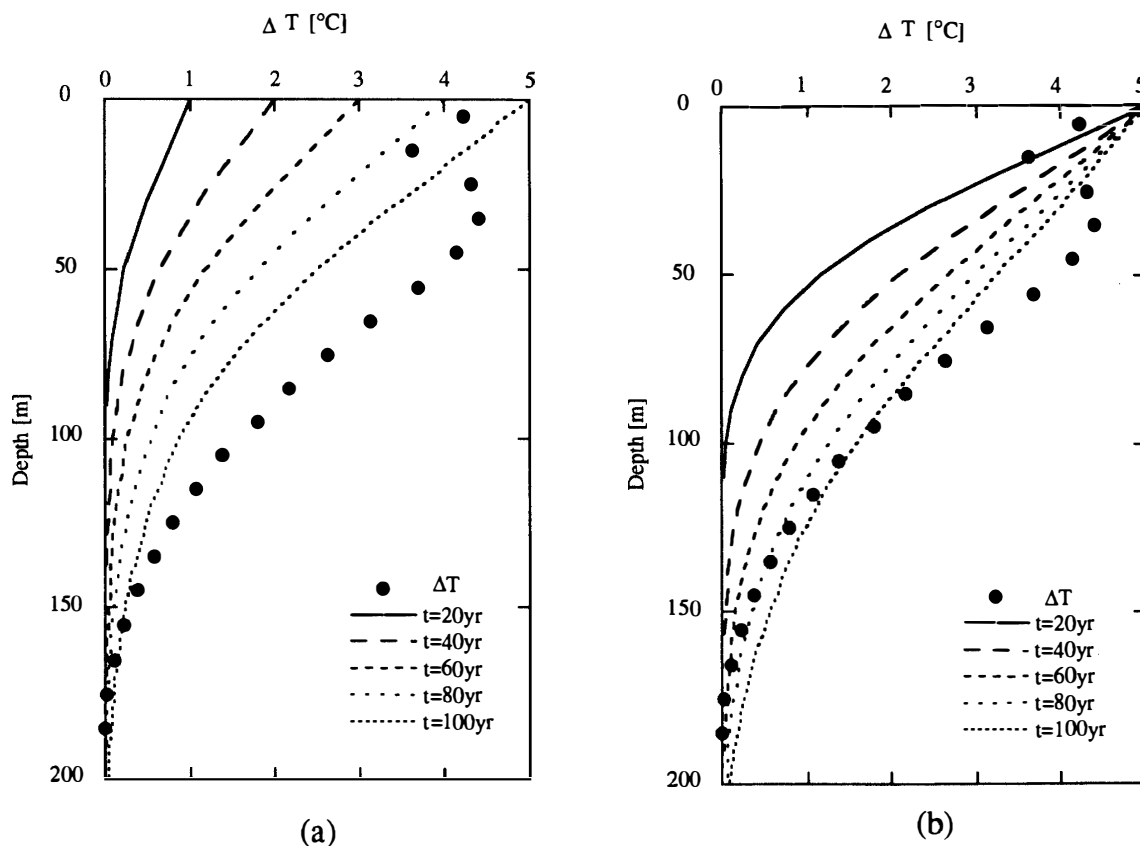 Δ T [°C]
0 1 2 3 4 5
0
50
100
150
200
Depth [m]
ΔT
t=20yr
t=40yr
t=60yr
t=80yr
t=100yr
(a)
Δ T [°C]
1 2 3 4 5
0
50
100
150
200
Depth [m]
ΔT
t=20yr
t=40yr
t=60yr
t=80yr
t=100yr
(b)